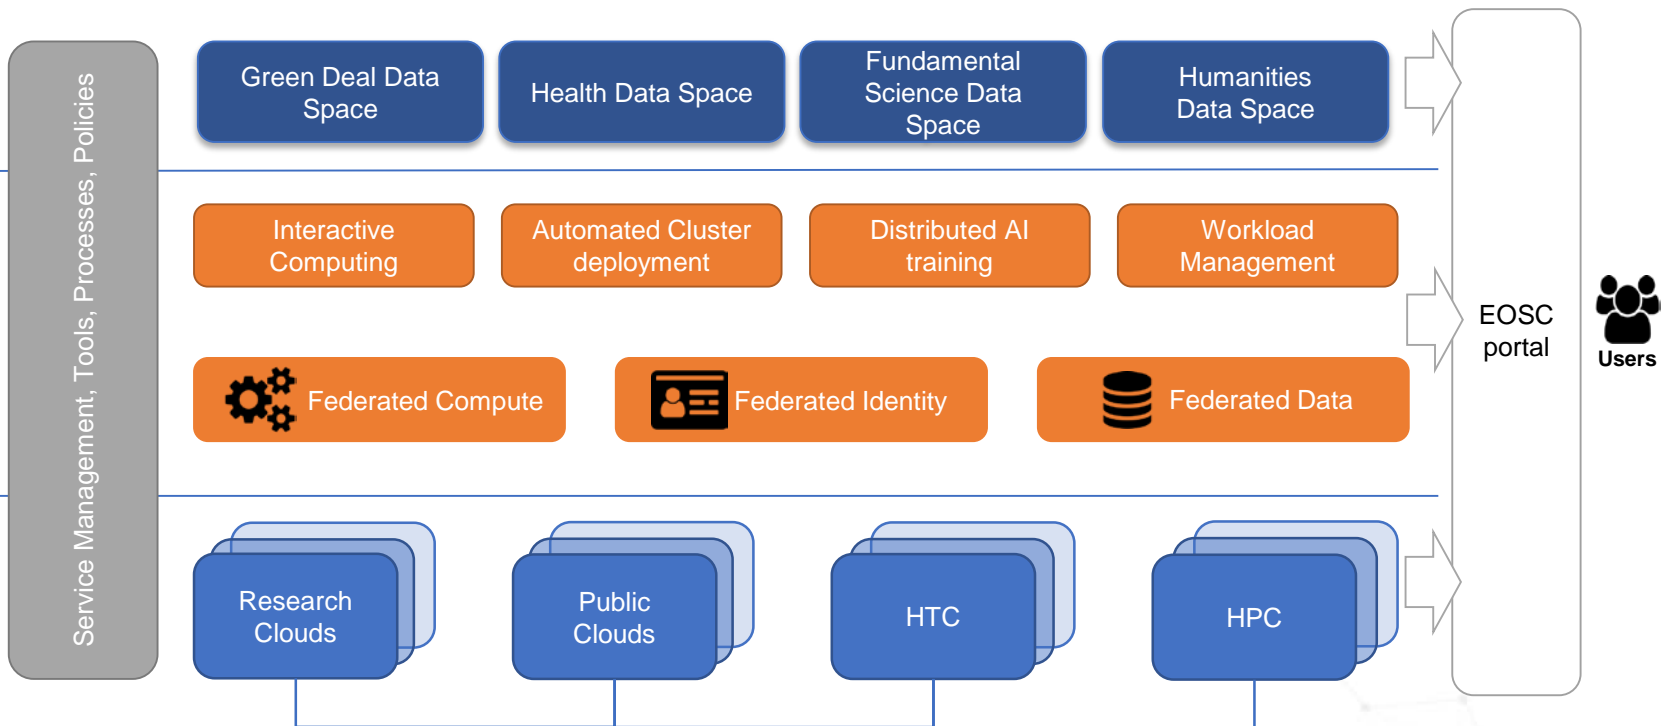 Service Management, Tools, Processes, Policies
Green Deal Data
Space
Health Data Space
Fundamental
Science Data
Space
Humanities
Data Space
Interactive
Computing
Automated Cluster
deployment
Distributed AI
training
Workload
Management
Federated Compute
Federated Identity
Federated Data
Research
Clouds
Public
Clouds
HTC
HPC
EOSC
portal
Users